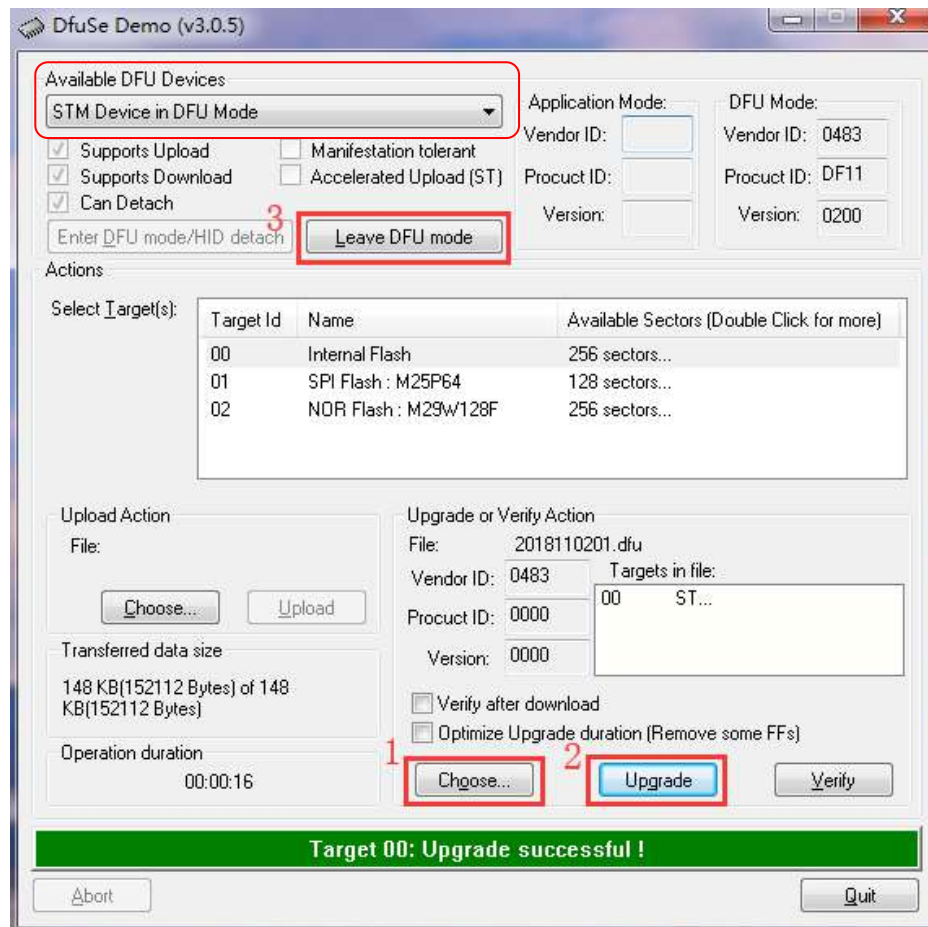 DfuSe Demo (v3.0.5)
Available DFU Devices
STM Device in DFU Mode
Supports Upload
Manifestation tolerant
Supports Download
Accelerated Upload (ST)
Can Detach
3
Enter DFU mode/HID detach
Leave DFU mode
Application Mode:
Vendor ID:
Procuct ID:
Version:
DFU Mode:
Vendor ID: 0483
Procuct ID: DF11
Version: 0200
Actions
Select Target(s):
Target Id Name Available Sectors (Double Click for more)
00 Internal Flash 256 sectors...
01 SPI Flash : M25P64 128 sectors...
02 NOR Flash : M29W128F 256 sectors...
Upload Action
File:
Choose...
Upload
Transferred data size
148 KB(152112 Bytes) of 148
KB(152112 Bytes)
Operation duration
00:00:16
Upgrade or Verify Action
File: 2018110201.dfu
Vendor ID: 0483
Procuct ID: 0000
Version: 0000
Targets in file:
00 ST...
Verify after download
Optimize Upgrade duration (Remove some FFs)
1
Choose...
2
Upgrade
Verify
Target 00: Upgrade successful !
Abort
Quit